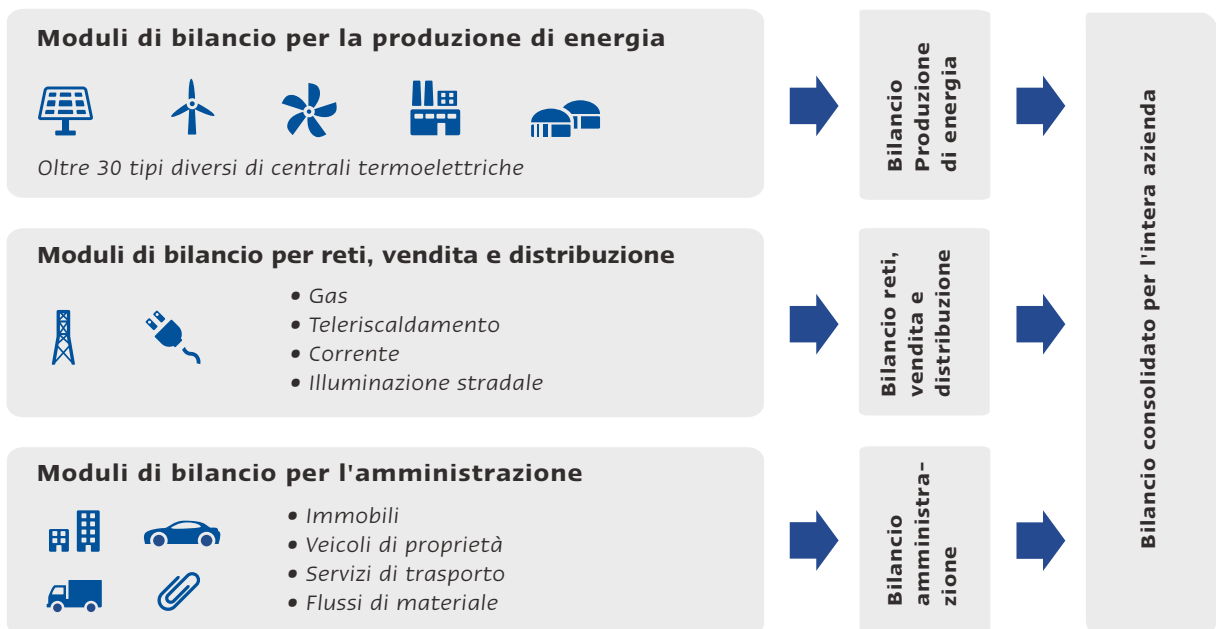 Moduli di bilancio per la produzione di energia
Oltre 30 tipi diversi di centrali termoelettriche
Bilancio
Produzione
di energia
Moduli di bilancio per reti, vendita e distribuzione
• Gas
• Teleriscaldamento
• Corrente
• Illuminazione stradale
Bilancio reti,
vendita e
distribuzione
Moduli di bilancio per l'amministrazione
• Immobili
• Veicoli di proprietà
• Servizi di trasporto
• Flussi di materiale
Bilancio
amministra-
zione
Bilancio consolidato per l'intera azienda